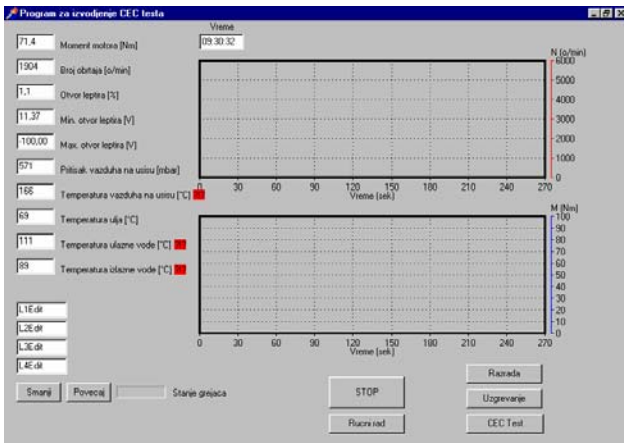 Program za izvodjenje CEC testa
Vreme
09:30:32
71,4 Moment motora [Nm]
1904 Broj obrtaja [o/min]
1,1 Otvor leptira [%]
11,37 Min. otvor leptira [V]
-100,00 Max. otvor leptira [V]
571 Pritisak vazduha na usisu [mbar]
166 Temperatura vazduha na usisu [°C]
69 Temperatura ulja [°C]
111 Temperatura ulazne vode [°C]
89 Temperatura izlazne vode [°C]
L1Edit
L2Edit
L3Edit
L4Edit
Smanji Povecaj Stanje grejaca
N (o/min)
6000
5000
4000
3000
2000
1000
0
0 30 60 90 120 150 180 210 240 270
Vreme [sek]
M [Nm]
100
90
80
70
60
50
40
30
20
10
0
0 30 60 90 120 150 180 210 240 270
Vreme [sek]
STOP
Rucni rad
Razrada
Uzgrevanje
CEC Test